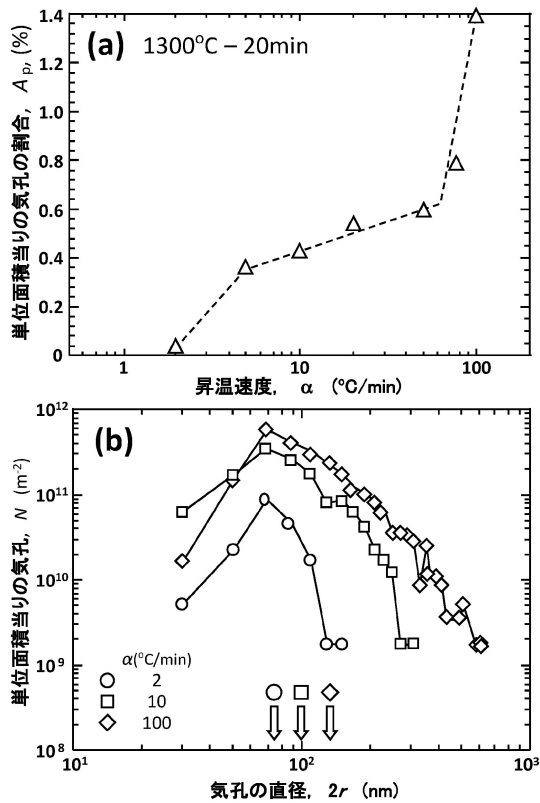 (a) 1300°C – 20min
単位面積当りの気孔の割合, Ap, (%)
1.4
1.2
1.0
0.8
0.6
0.4
0.2
0
1 10 100
昇温速度, α (°C/min)
(b)
単位面積当りの気孔, N (m-2)
10¹²
10¹¹
10¹⁰
10⁹
10⁸
α(°C/min)
2
10
100
10¹ 10² 10³
気孔の直径, 2r (nm)